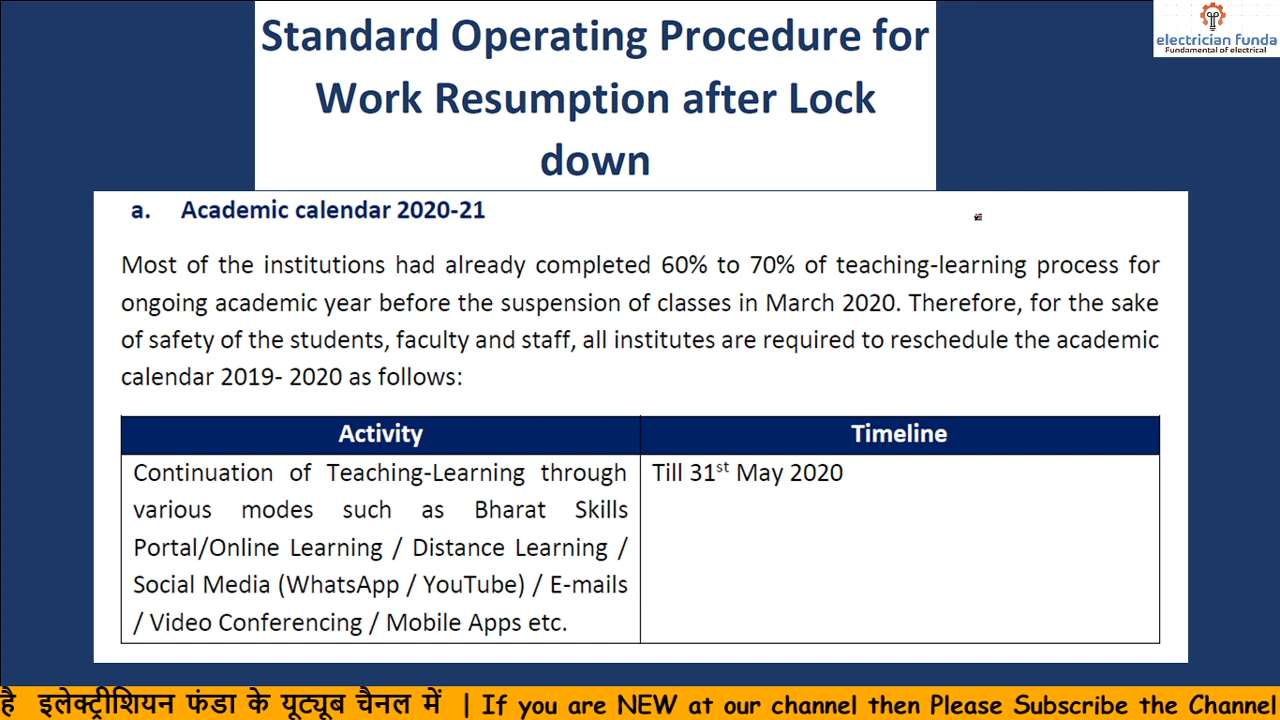 Standard Operating Procedure for
Work Resumption after Lock
down
electrician funda
Fundamental of electrical
a. Academic calendar 2020-21
Most of the institutions had already completed 60% to 70% of teaching-learning process for
ongoing academic year before the suspension of classes in March 2020. Therefore, for the sake
of safety of the students, faculty and staff, all institutes are required to reschedule the academic
calendar 2019- 2020 as follows:
Activity
Timeline
Continuation of Teaching-Learning through
various modes such as Bharat Skills
Portal/Online Learning / Distance Learning /
Social Media (WhatsApp / YouTube) / E-mails
/ Video Conferencing / Mobile Apps etc.
Till 31st May 2020
है इलेक्ट्रीशियन फंडा के यूट्यूब चैनल में | If you are NEW at our channel then Please Subscribe the Channel